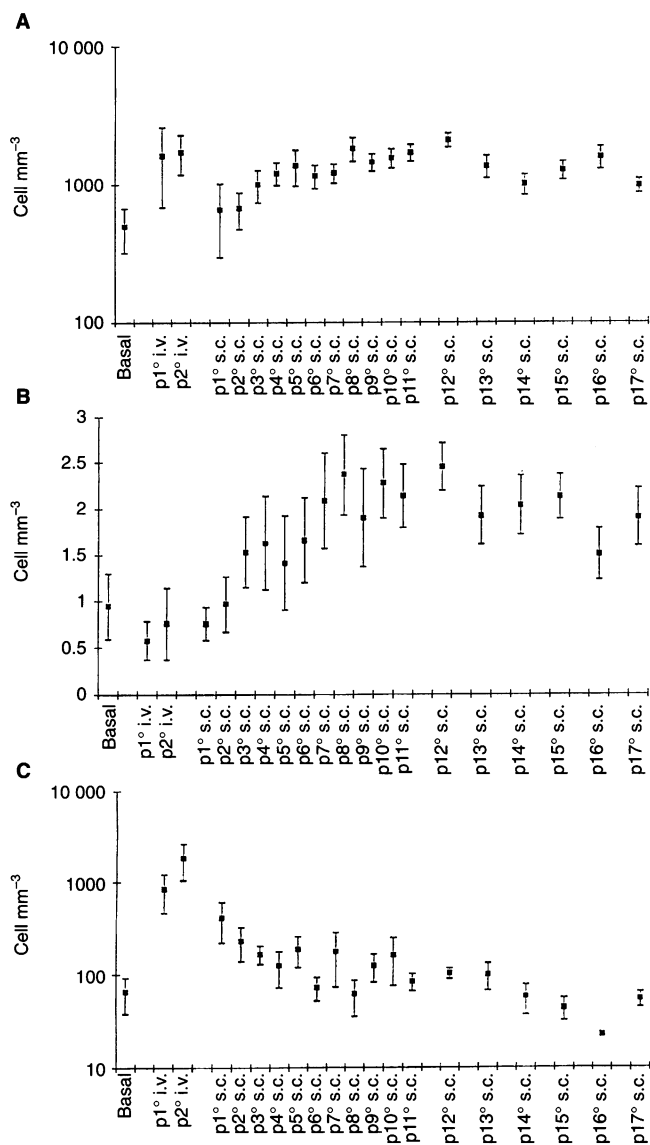 A
10 000
1000
100
Cell mm⁻³
Basal
p1° i.v.
p2° i.v.
p1° s.c.
p2° s.c.
p3° s.c.
p4° s.c.
p5° s.c.
p6° s.c.
p7° s.c.
p8° s.c.
p9° s.c.
p10° s.c.
p11° s.c.
p12° s.c.
p13° s.c.
p14° s.c.
p15° s.c.
p16° s.c.
p17° s.c.
B
3
2.5
2
1.5
1
0.5
0
Cell mm⁻³
Basal
p1° i.v.
p2° i.v.
p1° s.c.
p2° s.c.
p3° s.c.
p4° s.c.
p5° s.c.
p6° s.c.
p7° s.c.
p8° s.c.
p9° s.c.
p10° s.c.
p11° s.c.
p12° s.c.
p13° s.c.
p14° s.c.
p15° s.c.
p16° s.c.
p17° s.c.
C
10 000
1000
100
10
Cell mm⁻³
Basal
p1° i.v.
p2° i.v.
p1° s.c.
p2° s.c.
p3° s.c.
p4° s.c.
p5° s.c.
p6° s.c.
p7° s.c.
p8° s.c.
p9° s.c.
p10° s.c.
p11° s.c.
p12° s.c.
p13° s.c.
p14° s.c.
p15° s.c.
p16° s.c.
p17° s.c.